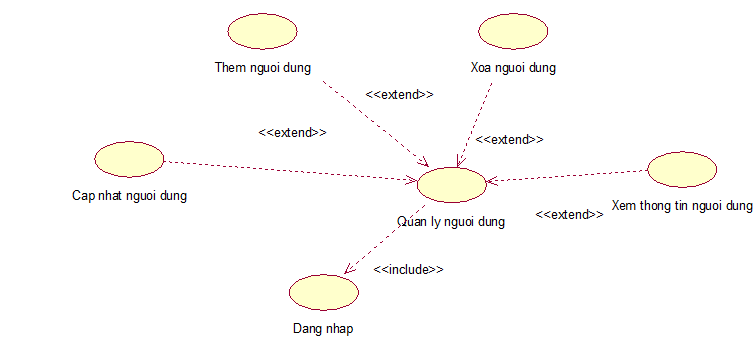 Them nguoi dung
Xoa nguoi dung
<<extend>>
<<extend>>
<<extend>>
Cap nhat nguoi dung
Xem thong tin nguoi dung
Quan ly nguoi dung
<<extend>>
<<include>>
Dang nhap